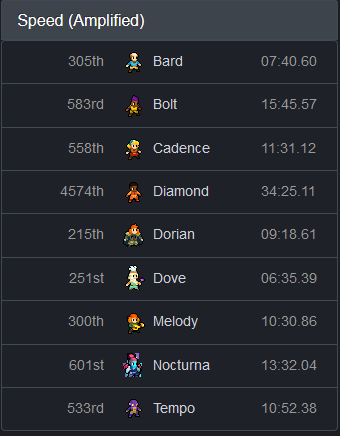 Speed (Amplified)
305th Bard 07:40.60
583rd Bolt 15:45.57
558th Cadence 11:31.12
4574th Diamond 34:25.11
215th Dorian 09:18.61
251st Dove 06:35.39
300th Melody 10:30.86
601st Nocturna 13:32.04
533rd Tempo 10:52.38